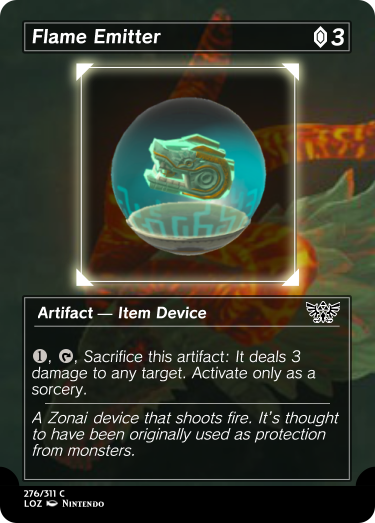 Flame Emitter 3
Artifact — Item Device
1, Sacrifice this artifact: It deals 3
damage to any target. Activate only as a
sorcery.
A Zonai device that shoots fire. It's thought
to have been originally used as protection
from monsters.
276/311 C
LOZ Nintendo